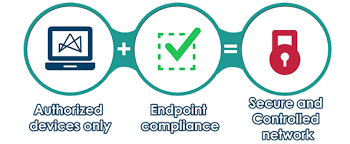 Authorized
devices only
+
Endpoint
compliance
=
Secure and
Controlled
network